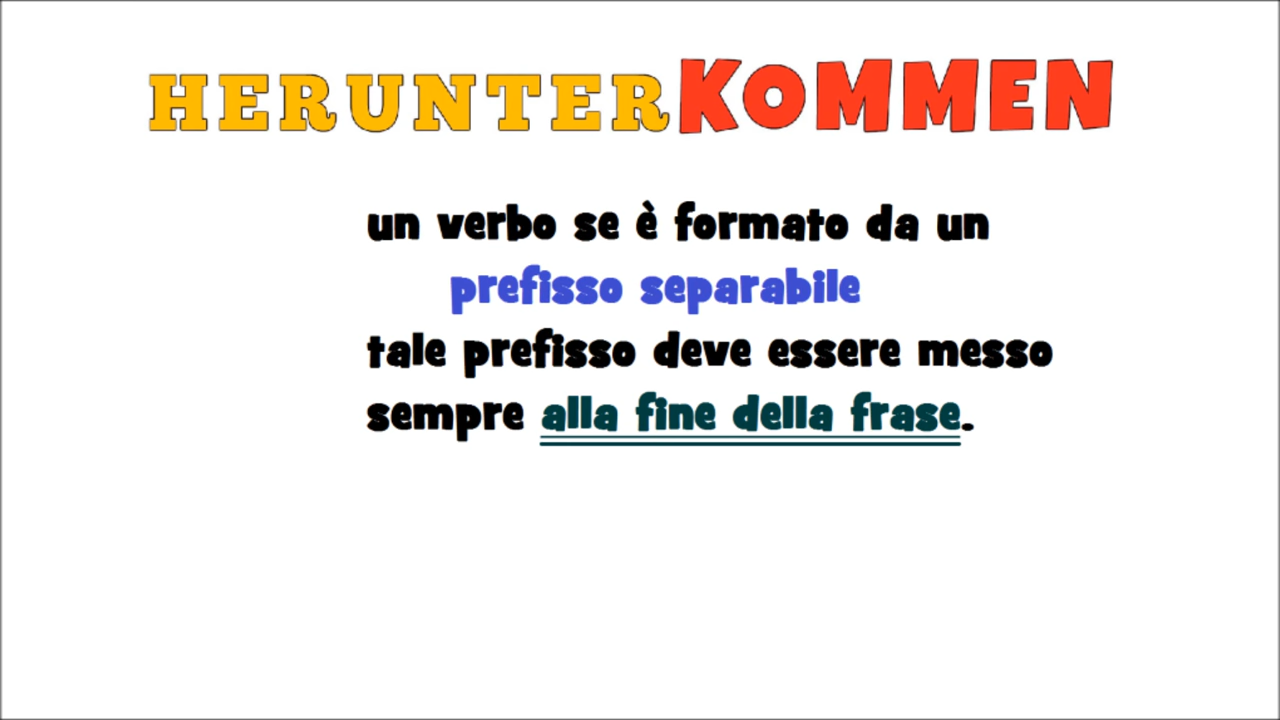 HERUNTERKOMMEN
un verbo se è formato da un
prefisso separabile
tale prefisso deve essere messo
sempre alla fine della frase.